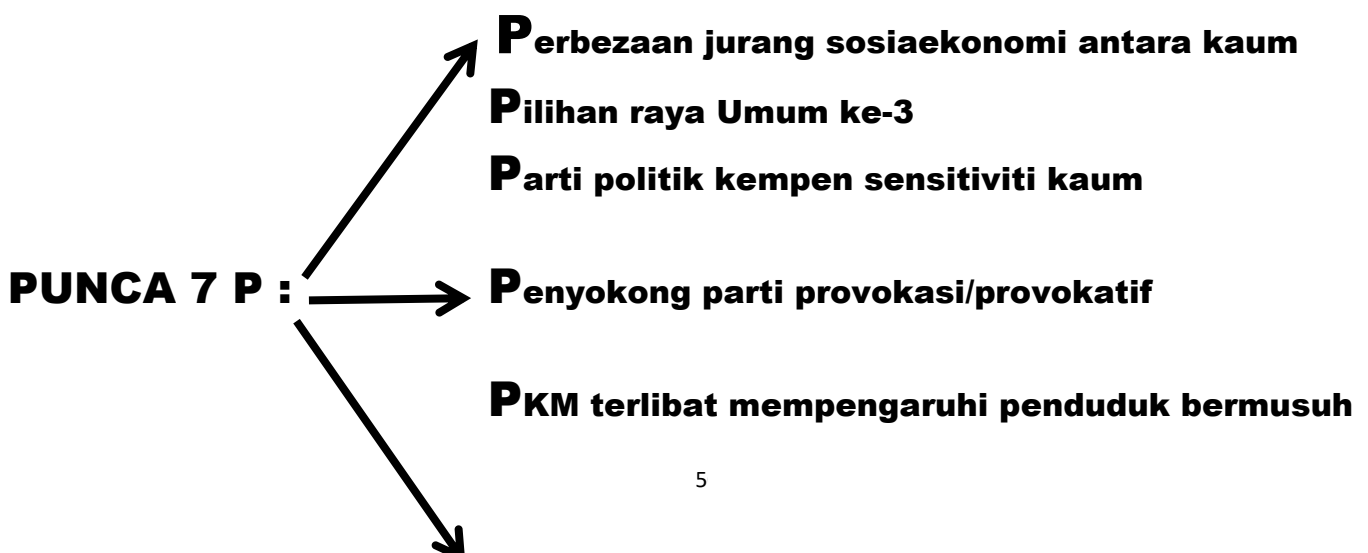 Perbezaan jurang sosiaekonomi antara kaum
Pilihan raya Umum ke-3
Parti politik kempen sensitiviti kaum
PUNCA 7 P :
Penyokong parti provokasi/provokatif
PKM terlibat mempengaruhi penduduk bermusuh
5